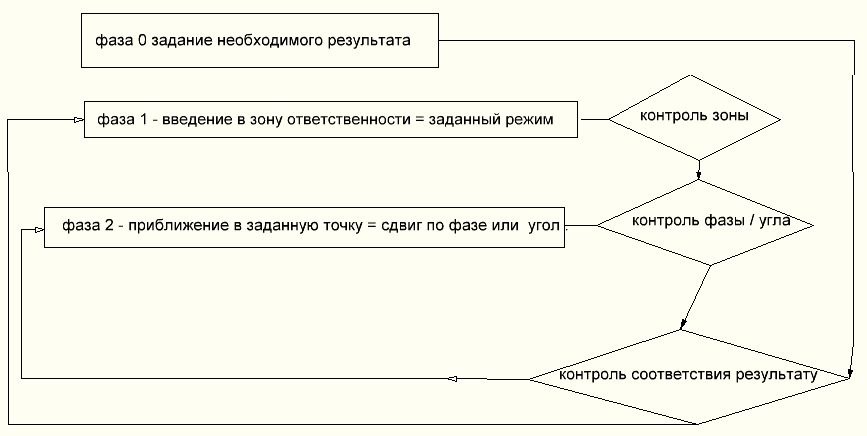 фаза 0 задание необходимого результата
фаза 1 - введение в зону ответственности = заданный режим
контроль зоны
фаза 2 - приближение в заданную точку = сдвиг по фазе или угол .
контроль фазы / угла
контроль соответствия результату